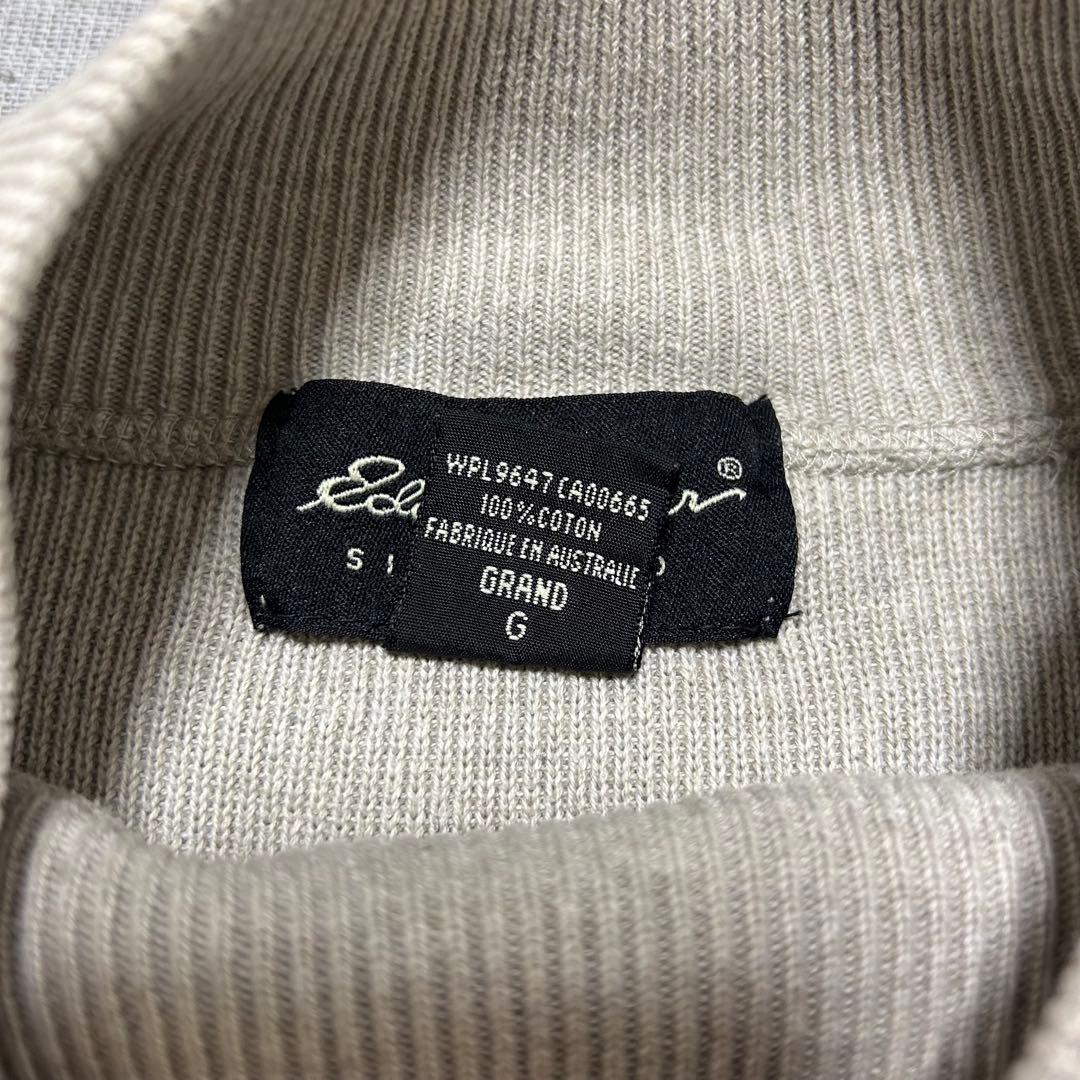 WPL9647 CA00665
100% COTON
FABRIQUE EN AUSTRALIE
GRAND
G
®